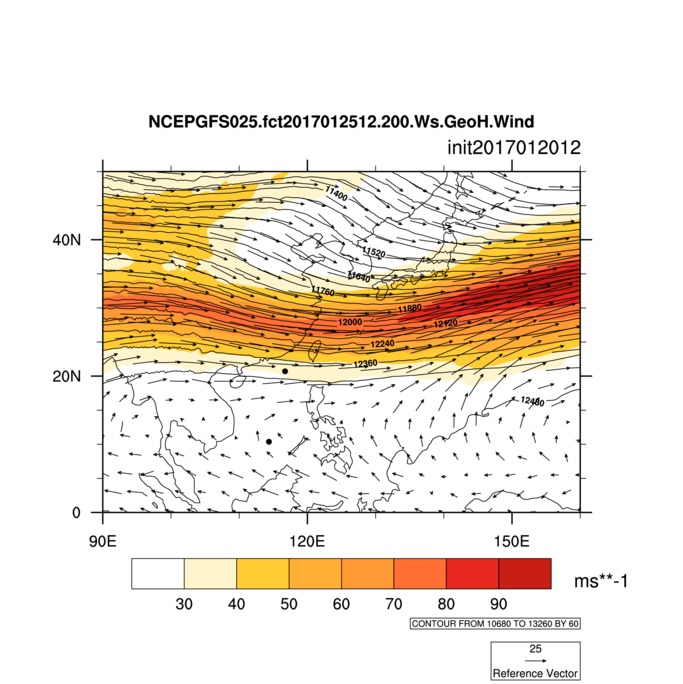 NCEPGFS025.fct2017012512.200.Ws.GeoH.Wind
init2017012012
11400
40N
11520
11640
11760
11880
12000
12120
12240
12360
20N
12480
0
90E 120E 150E
30 40 50 60 70 80 90
ms**-1
CONTOUR FROM 10680 TO 13260 BY 60
25
Reference Vector